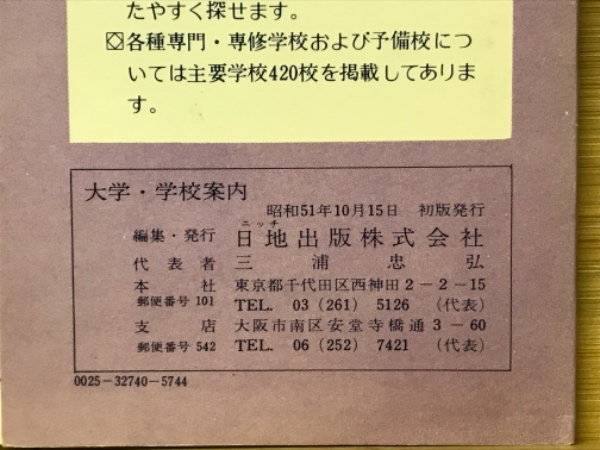 たやすく探せます。
☒各種専門・専修学校および予備校につ
いては主要学校420校を掲載してありま
す。
大学・学校案内
昭和51年10月15日 初版発行
ニッチ
編集・発行 日地出版株式会社
代表者 三浦忠弘
本社 東京都千代田区西神田2-2-15
郵便番号 101 TEL. 03 (261) 5126 (代表)
支店 大阪市南区安堂寺橋通3-60
郵便番号 542 TEL. 06 (252) 7421 (代表)
0025-32740-5744